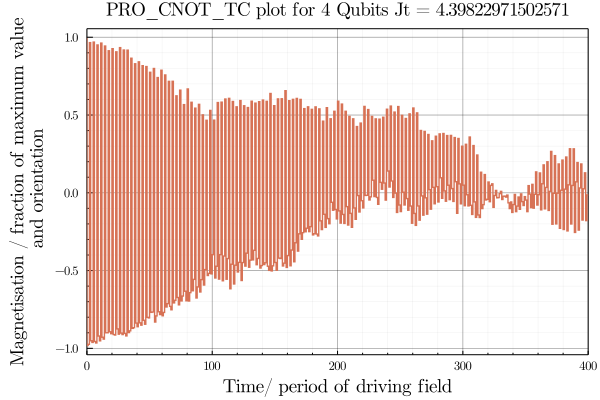 PRO_CNOT_TC plot for 4 Qubits Jt = 4.39822971502571
Magnetisation / fraction of maximum value
and orientation
1.0
0.5
0.0
−0.5
−1.0
0
100
200
300
400
Time/ period of driving field